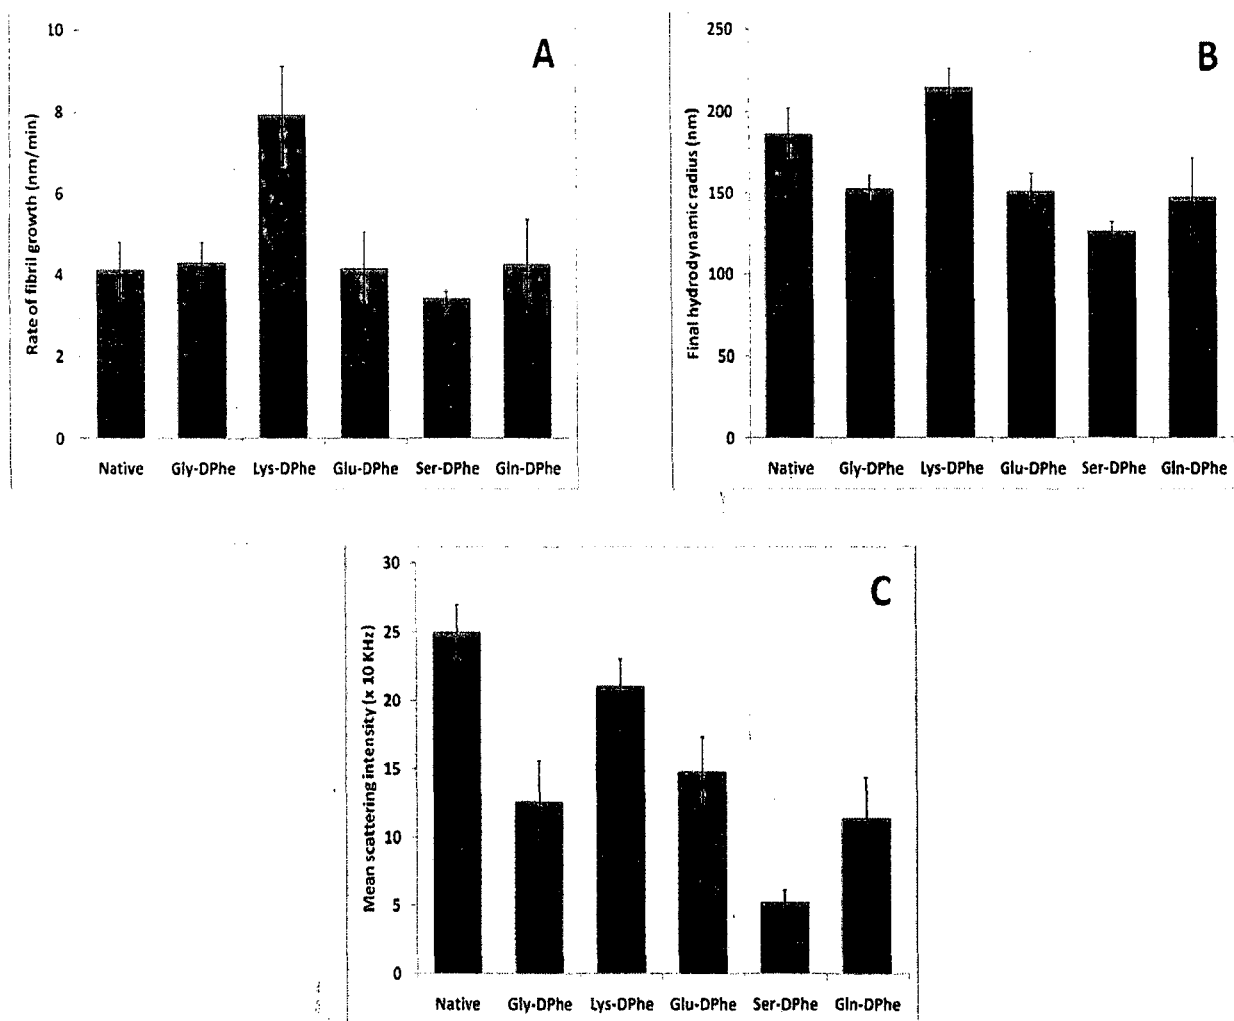 A
Rate of fibril growth (nm/min)
10
8
6
4
2
0
Native Gly-DPhe Lys-DPhe Glu-DPhe Ser-DPhe Gln-DPhe
B
Final hydrodynamic radius (nm)
250
200
150
100
50
0
Native Gly-DPhe Lys-DPhe Glu-DPhe Ser-DPhe Gln-DPhe
C
Mean scattering intensity (x 10 KHz)
30
25
20
15
10
5
0
Native Gly-DPhe Lys-DPhe Glu-DPhe Ser-DPhe Gln-DPhe